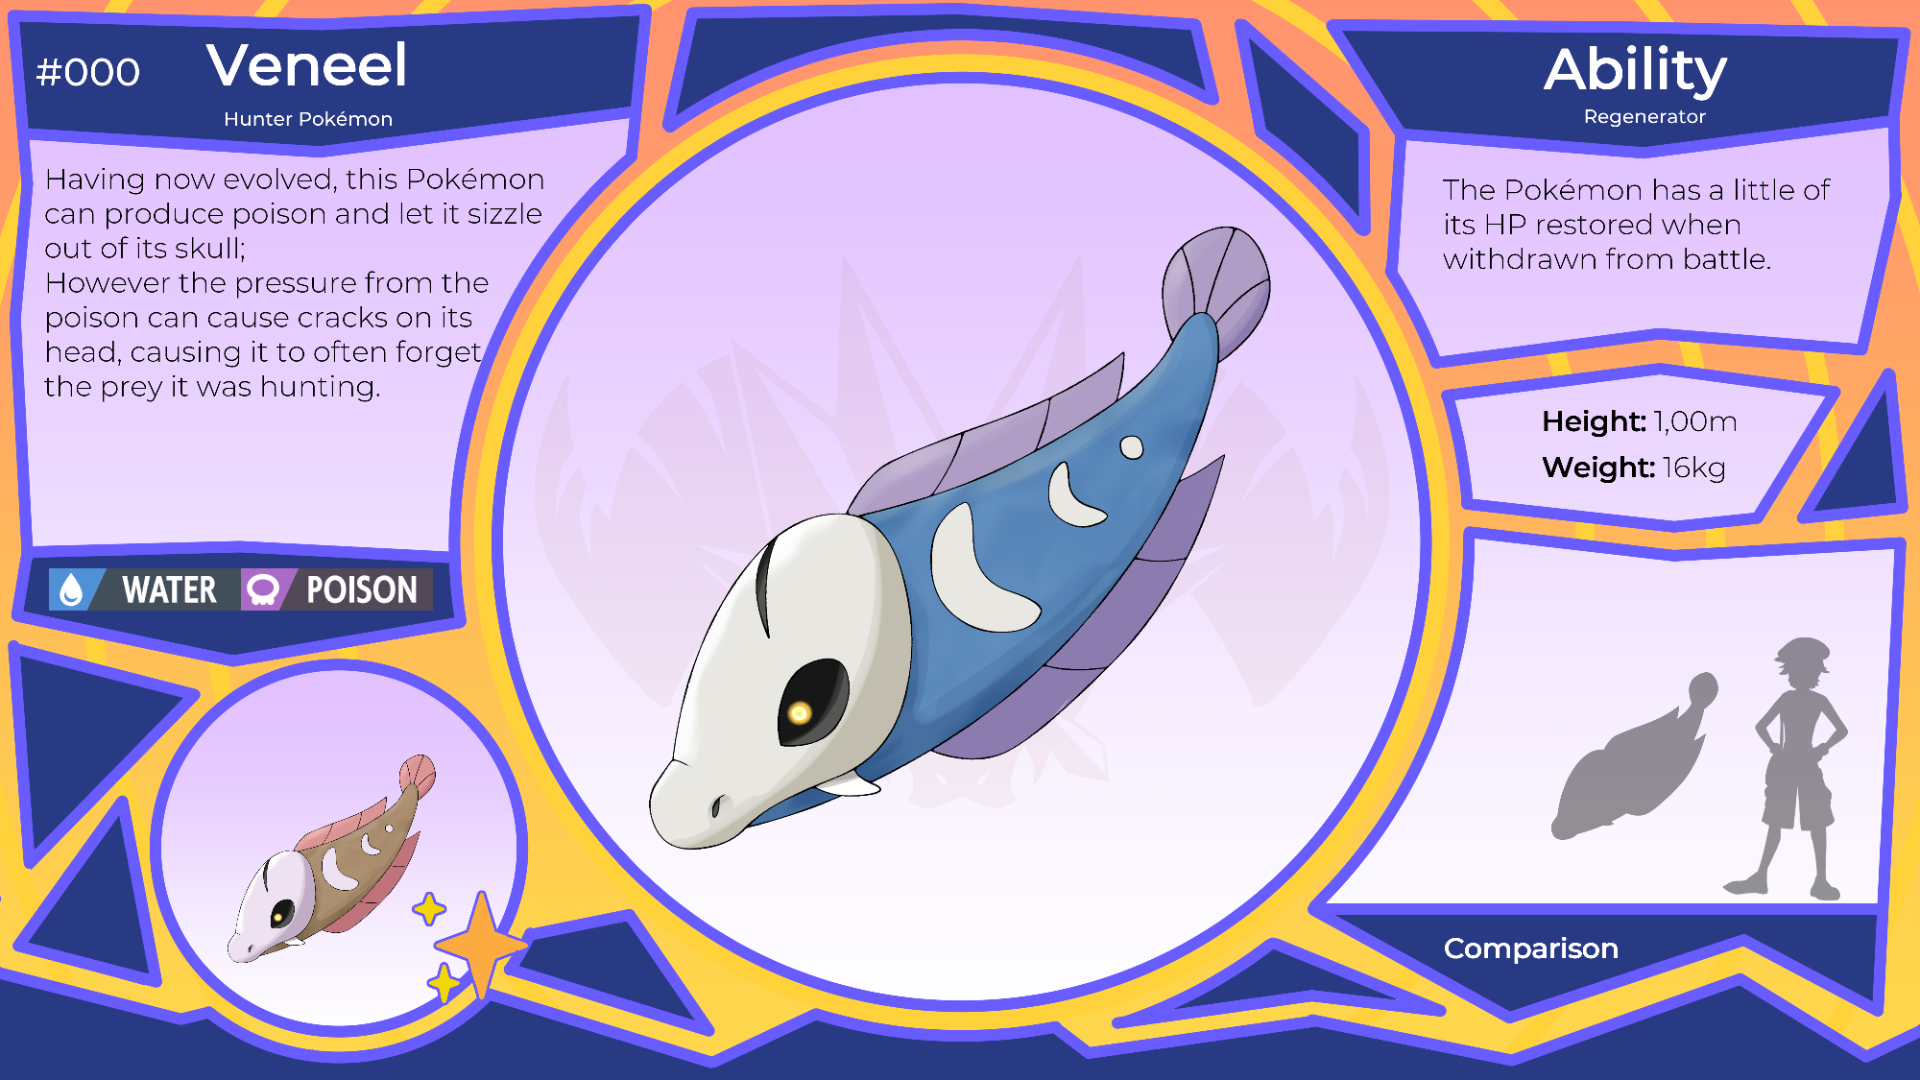 #000 Veneel
Hunter Pokémon
Having now evolved, this Pokémon
can produce poison and let it sizzle
out of its skull;
However the pressure from the
poison can cause cracks on its
head, causing it to often forget
the prey it was hunting.
WATER POISON
Ability
Regenerator
The Pokémon has a little of
its HP restored when
withdrawn from battle.
Height: 1,00m
Weight: 16kg
Comparison